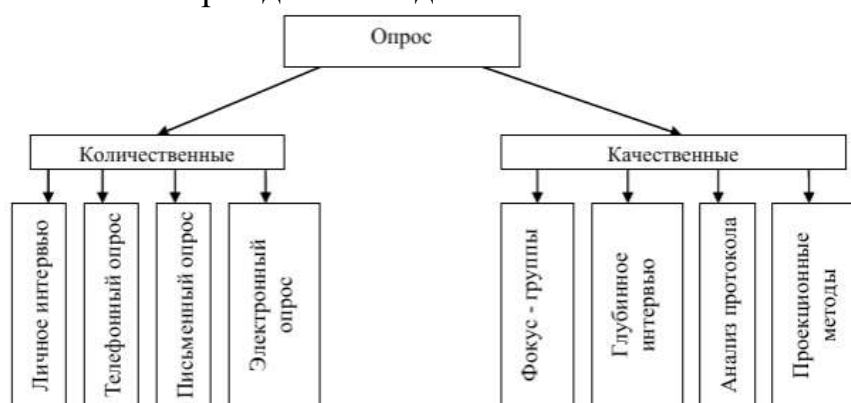 Опрос
Количественные
Качественные
Личное интервью
Телефонный опрос
Письменный опрос
Электронный
опрос
Фокус - группы
Глубинное
интервью
Анализ протокола
Проекционные
методы